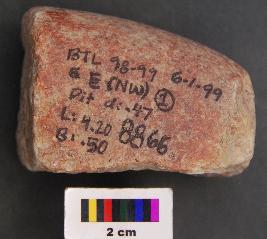 BTL 98-99 6-1-99
E E (NW) ①
Pit d: .47
L: 4.20 8866
B: .50
2 cm